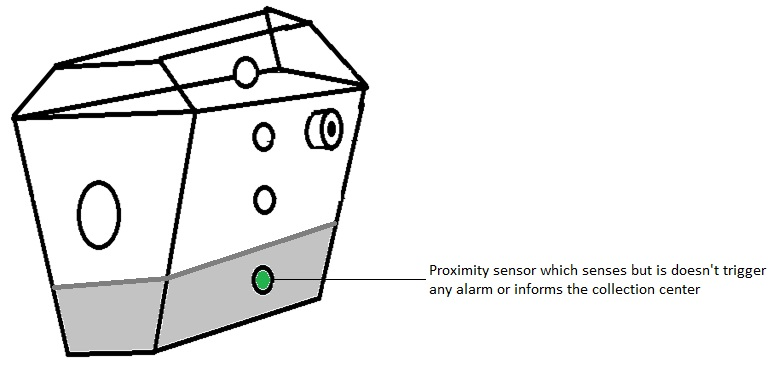 Proximity sensor which senses but is doesn't trigger
any alarm or informs the collection center